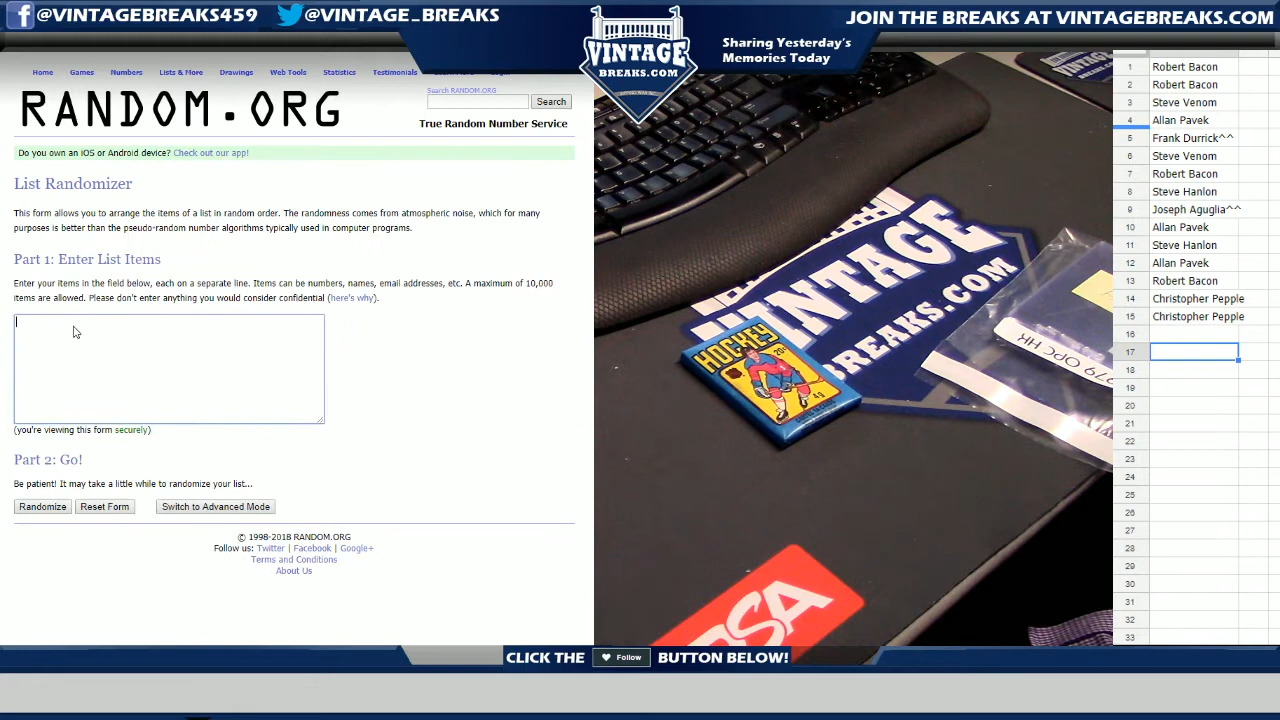 @VINTAGEBREAKS459 @VINTAGE_BREAKS
JOIN THE BREAKS AT VINTAGEBREAKS.COM
VINTAGE
BREAKS.COM
Sharing Yesterday's
Memories Today
Home Games Numbers Lists & More Drawings Web Tools Statistics Testimonials
RANDOM.ORG
Search RANDOM.ORG
Search
True Random Number Service
Do you own an iOS or Android device? Check out our app!
List Randomizer
This form allows you to arrange the items of a list in random order. The randomness comes from atmospheric noise, which for many
purposes is better than the pseudo-random number algorithms typically used in computer programs.
Part 1: Enter List Items
Enter your items in the field below, each on a separate line. Items can be numbers, names, email addresses, etc. A maximum of 10,000
items are allowed. Please don't enter anything you would consider confidential (here's why).
(you're viewing this form securely)
Part 2: Go!
Be patient! It may take a little while to randomize your list...
Randomize Reset Form Switch to Advanced Mode
© 1998-2018 RANDOM.ORG
Follow us: Twitter | Facebook | Google+
Terms and Conditions
About Us
VINTAGE
BREAKS.COM
HOCKEY
20¢
79 OPC HK
1 Robert Bacon
2 Robert Bacon
3 Steve Venom
4 Allan Pavek
5 Frank Durrick^^
6 Steve Venom
7 Robert Bacon
8 Steve Hanlon
9 Joseph Aguglia^^
10 Allan Pavek
11 Steve Hanlon
12 Allan Pavek
13 Robert Bacon
14 Christopher Pepple
15 Christopher Pepple
16
17
18
19
20
21
22
23
24
25
26
27
28
29
30
31
32
33
CLICK THE Follow BUTTON BELOW!